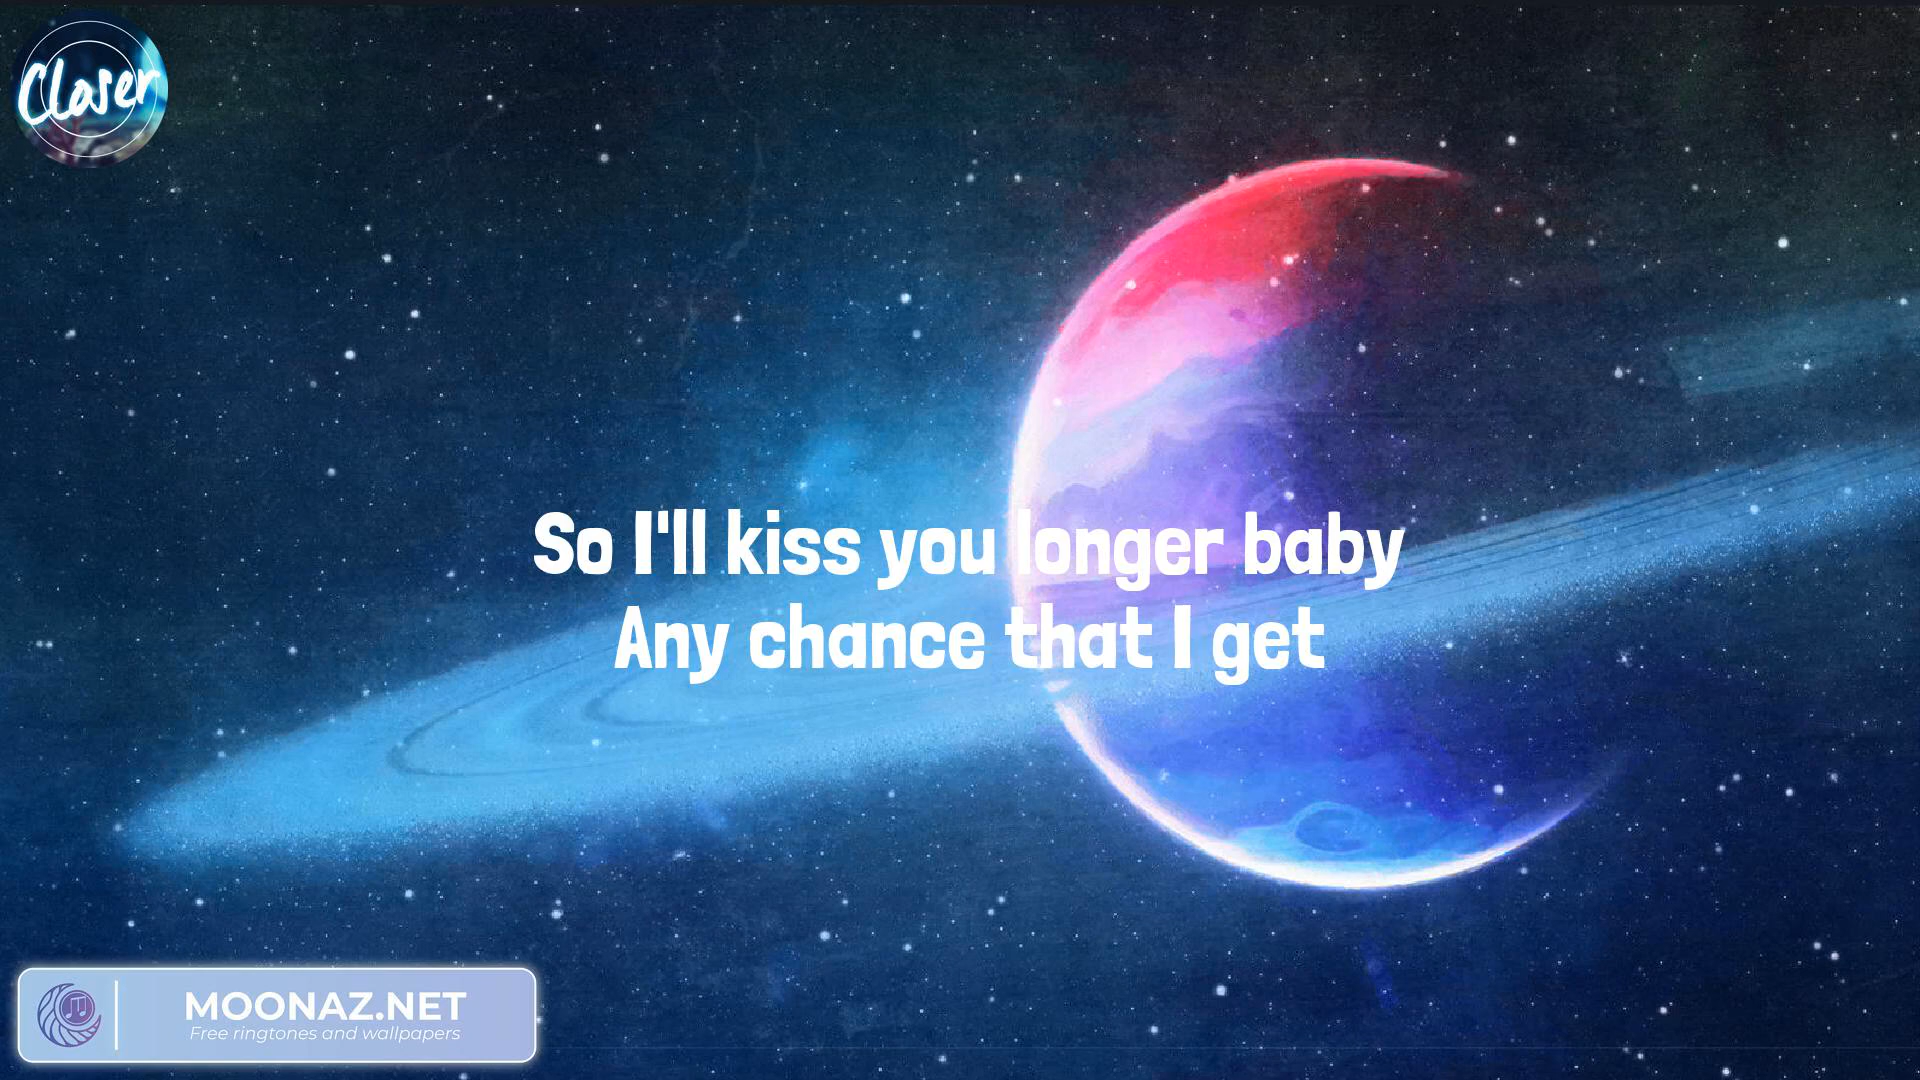 Closer
So I'll kiss you longer baby
Any chance that I get
MOONAZ.NET
Free ringtones and wallpapers